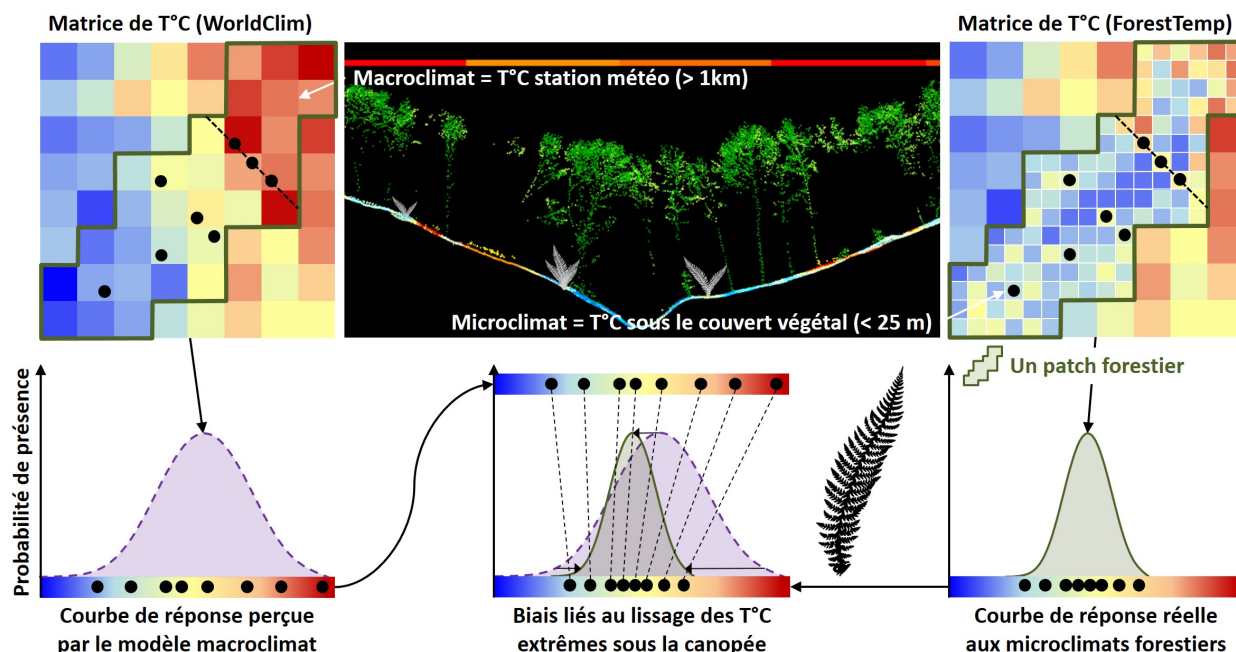 Matrice de T°C (WorldClim)
Matrice de T°C (ForestTemp)
Macroclimat = T°C station météo (> 1km)
Microclimat = T°C sous le couvert végétal (< 25 m)
Un patch forestier
Probabilité de présence
Courbe de réponse perçue
par le modèle macroclimat
Biais liés au lissage des T°C
extrêmes sous la canopée
Courbe de réponse réelle
aux microclimats forestiers